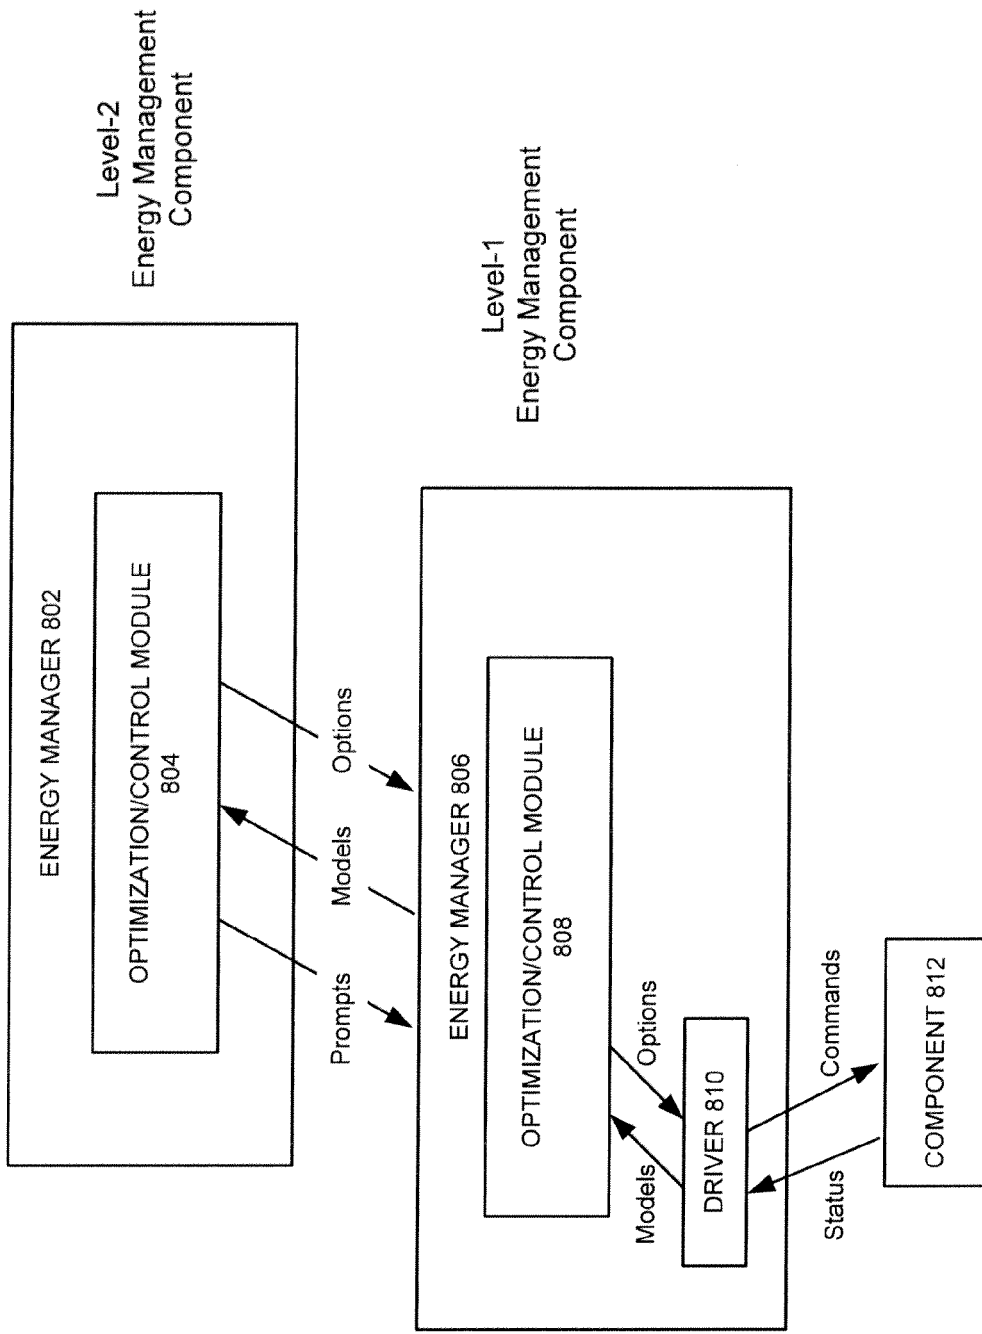 Level-2
Energy Management
Component
ENERGY MANAGER 802
OPTIMIZATION/CONTROL MODULE
804
Prompts
Models
Options
Level-1
Energy Management
Component
ENERGY MANAGER 806
OPTIMIZATION/CONTROL MODULE
808
Models
Options
DRIVER 810
Status
Commands
COMPONENT 812